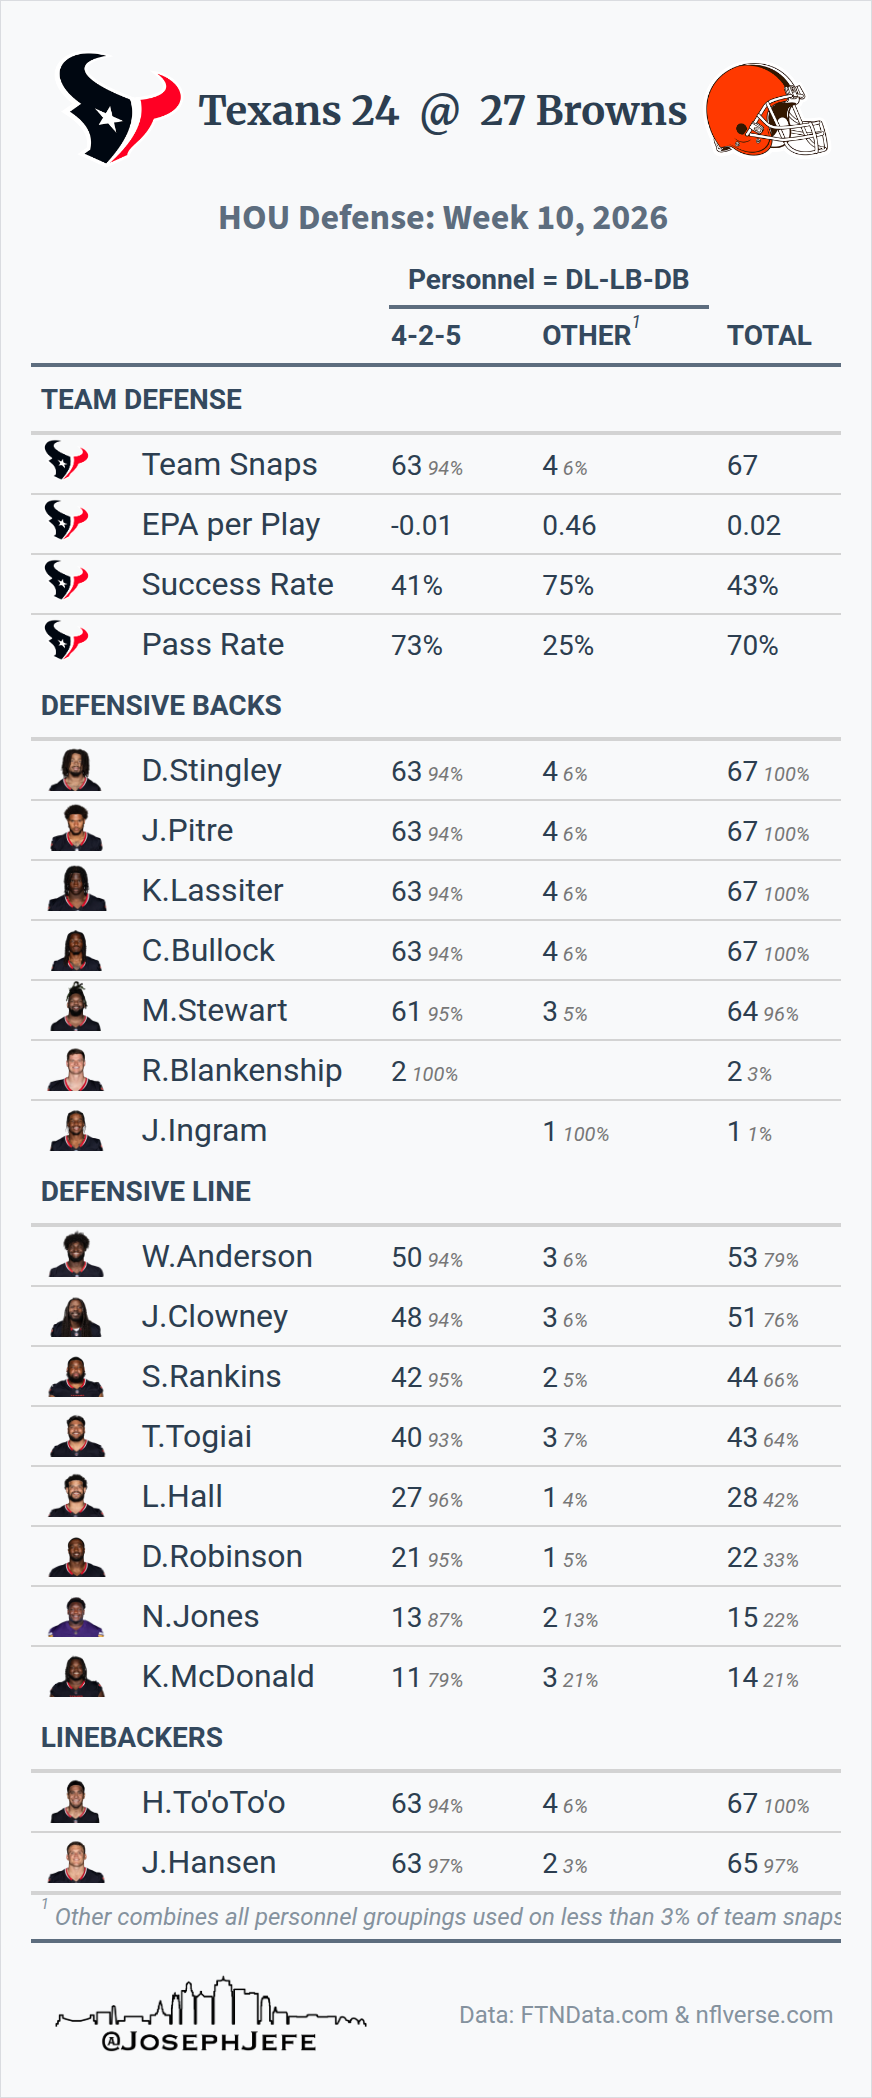 Texans 24 @ 27 Browns
HOU Defense: Week 10, 2026
Personnel = DL-LB-DB
4-2-5 OTHER1 TOTAL
TEAM DEFENSE
Team Snaps 63 94% 4 6% 67
EPA per Play -0.01 0.46 0.02
Success Rate 41% 75% 43%
Pass Rate 73% 25% 70%
DEFENSIVE BACKS
D.Stingley 63 94% 4 6% 67 100%
J.Pitre 63 94% 4 6% 67 100%
K.Lassiter 63 94% 4 6% 67 100%
C.Bullock 63 94% 4 6% 67 100%
M.Stewart 61 95% 3 5% 64 96%
R.Blankenship 2 100% 2 3%
J.Ingram 1 100% 1 1%
DEFENSIVE LINE
W.Anderson 50 94% 3 6% 53 79%
J.Clowney 48 94% 3 6% 51 76%
S.Rankins 42 95% 2 5% 44 66%
T.Togiai 40 93% 3 7% 43 64%
L.Hall 27 96% 1 4% 28 42%
D.Robinson 21 95% 1 5% 22 33%
N.Jones 13 87% 2 13% 15 22%
K.McDonald 11 79% 3 21% 14 21%
LINEBACKERS
H.To'oTo'o 63 94% 4 6% 67 100%
J.Hansen 63 97% 2 3% 65 97%
1 Other combines all personnel groupings used on less than 3% of team snaps
@JOSEPHJEFE
Data: FTNData.com & nflverse.com